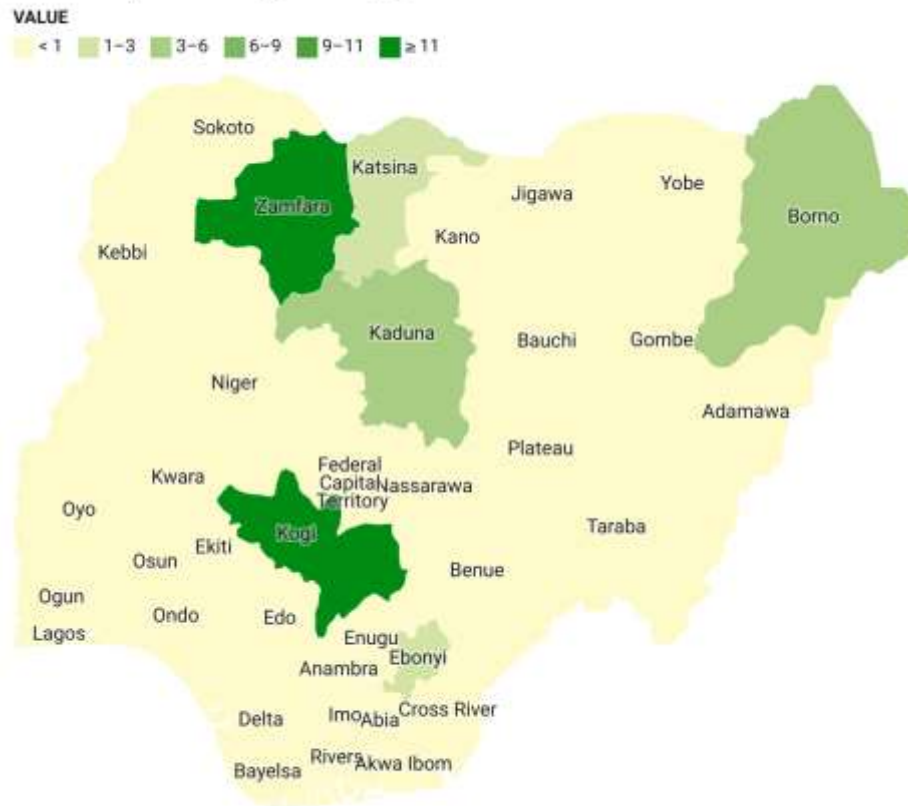 VALUE
< 1 1–3 3–6 6–9 9–11 ≥ 11
Sokoto
Katsina
Zamfara
Jigawa
Yobe
Borno
Kano
Kebbi
Kaduna
Bauchi
Gombe
Niger
Adamawa
Plateau
Federal
Capital
Territory
Nassarawa
Kwara
Oyo
Kogi
Taraba
Ekiti
Osun
Benue
Ogun
Ondo
Edo
Lagos
Enugu
Ebonyi
Anambra
Cross River
Delta
Imo
Abia
Rivers
Akwa Ibom
Bayelsa